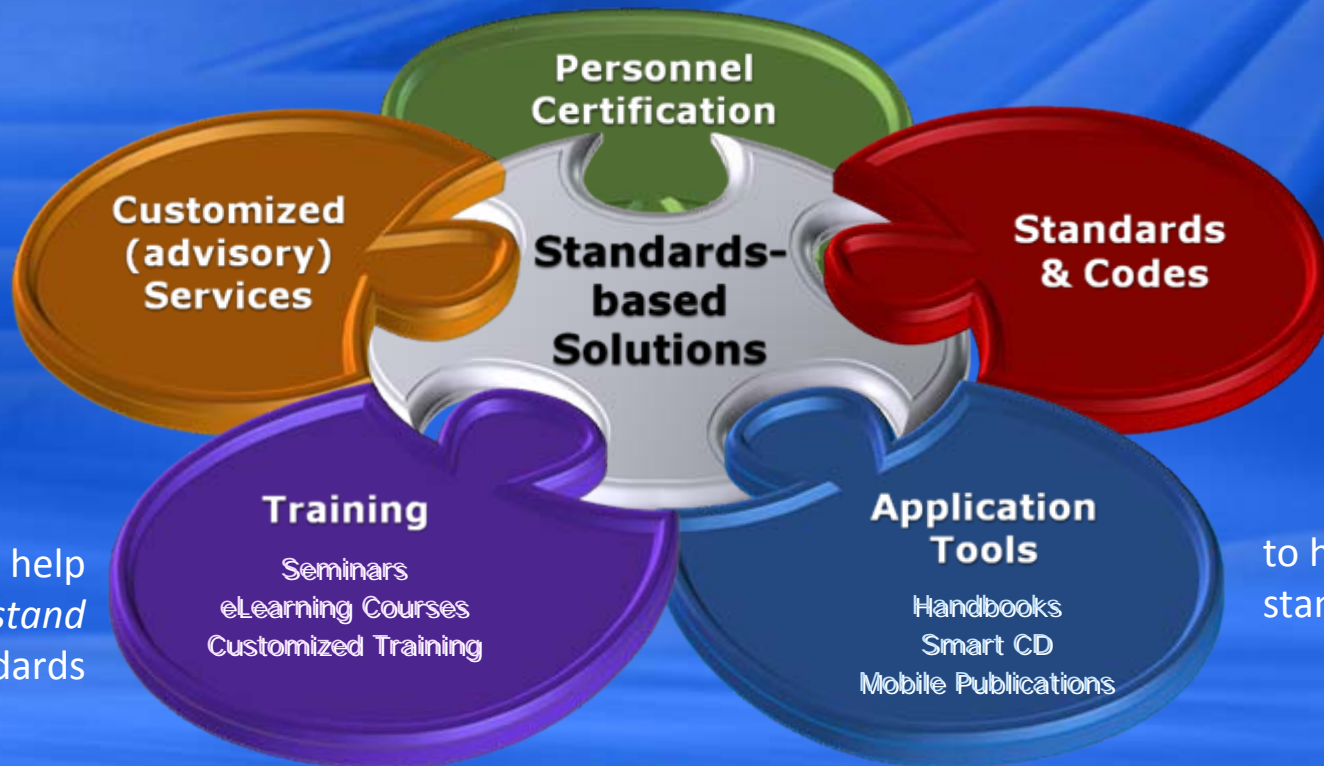 Personnel
Certification
Customized
(advisory)
Services
Standards-
based
Solutions
Standards
& Codes
Training
Seminars
eLearning Courses
Customized Training
Application
Tools
Handbooks
Smart CD
Mobile Publications
help
to